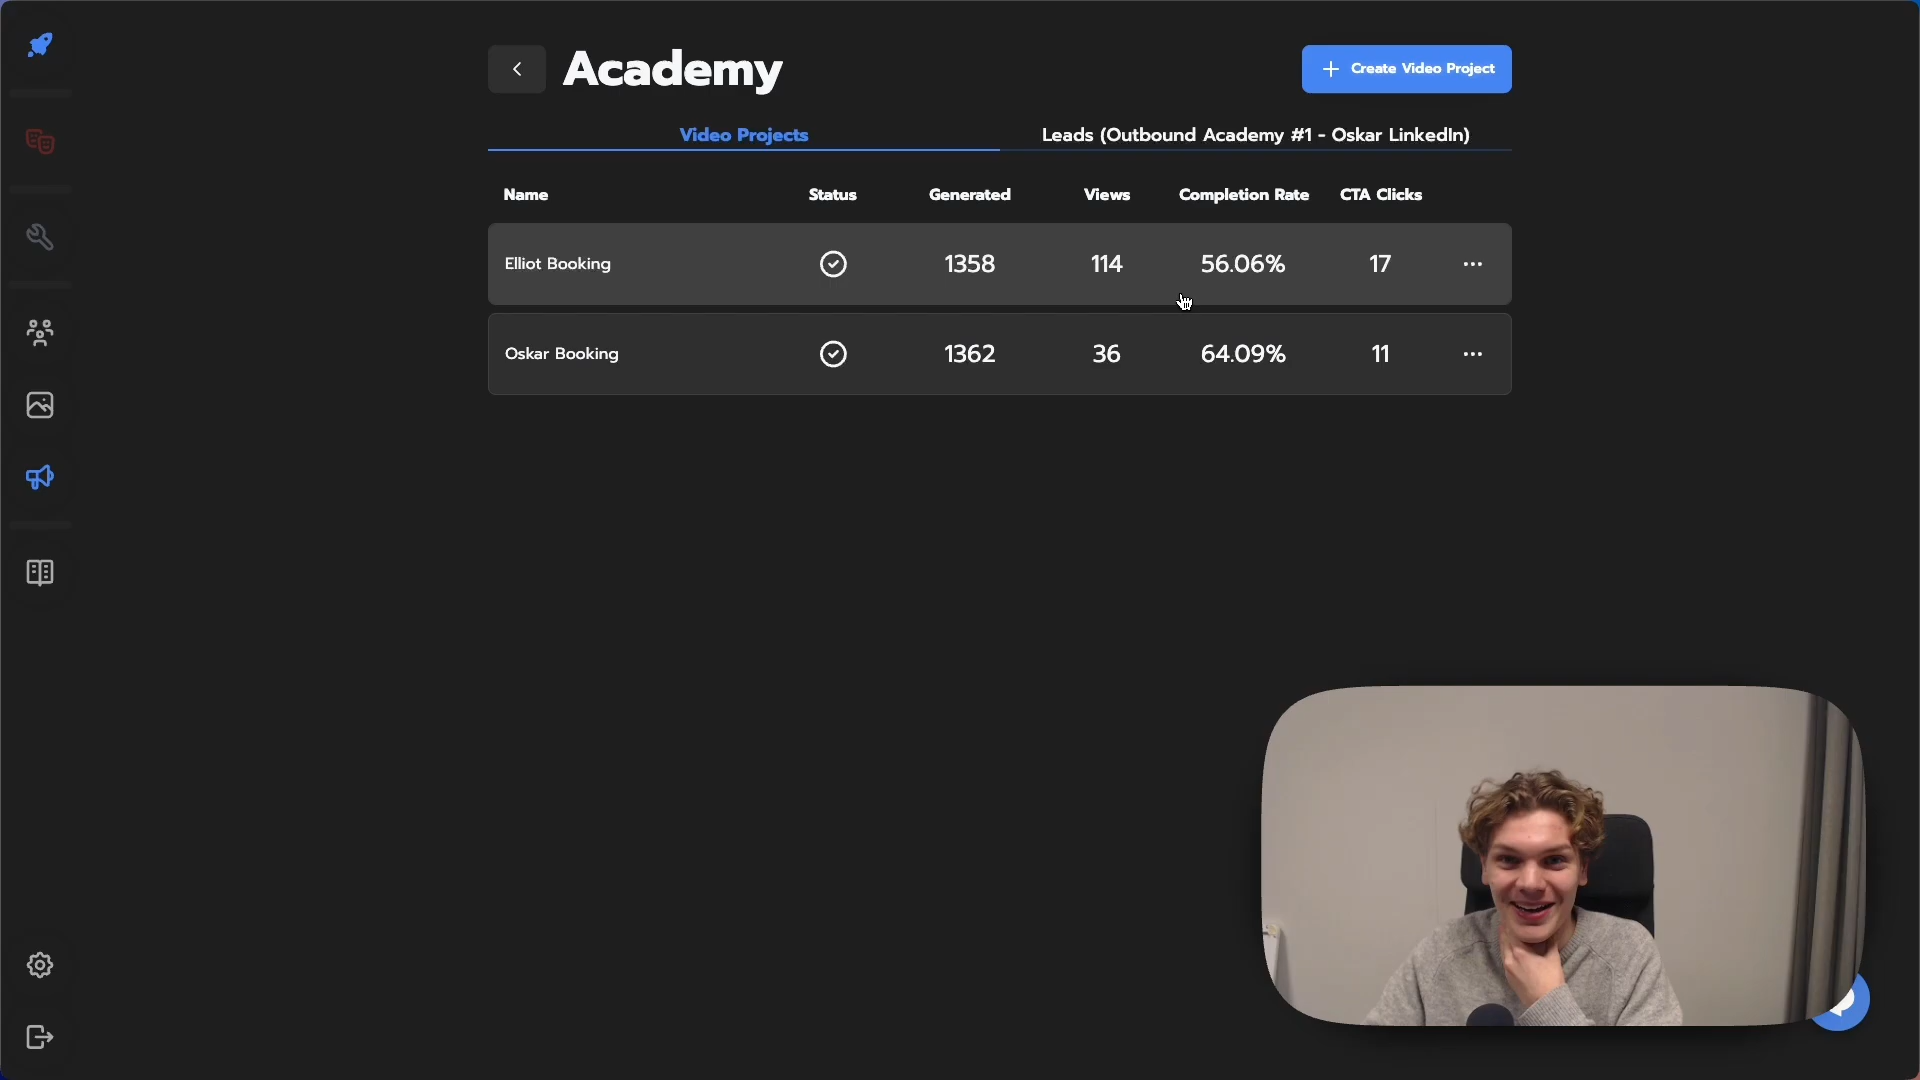 Academy
Create Video Project
Video Projects
Leads (Outbound Academy #1 - Oskar LinkedIn)
Name Status Generated Views Completion Rate CTA Clicks
Elliot Booking 1358 114 56.06% 17
Oskar Booking 1362 36 64.09% 11